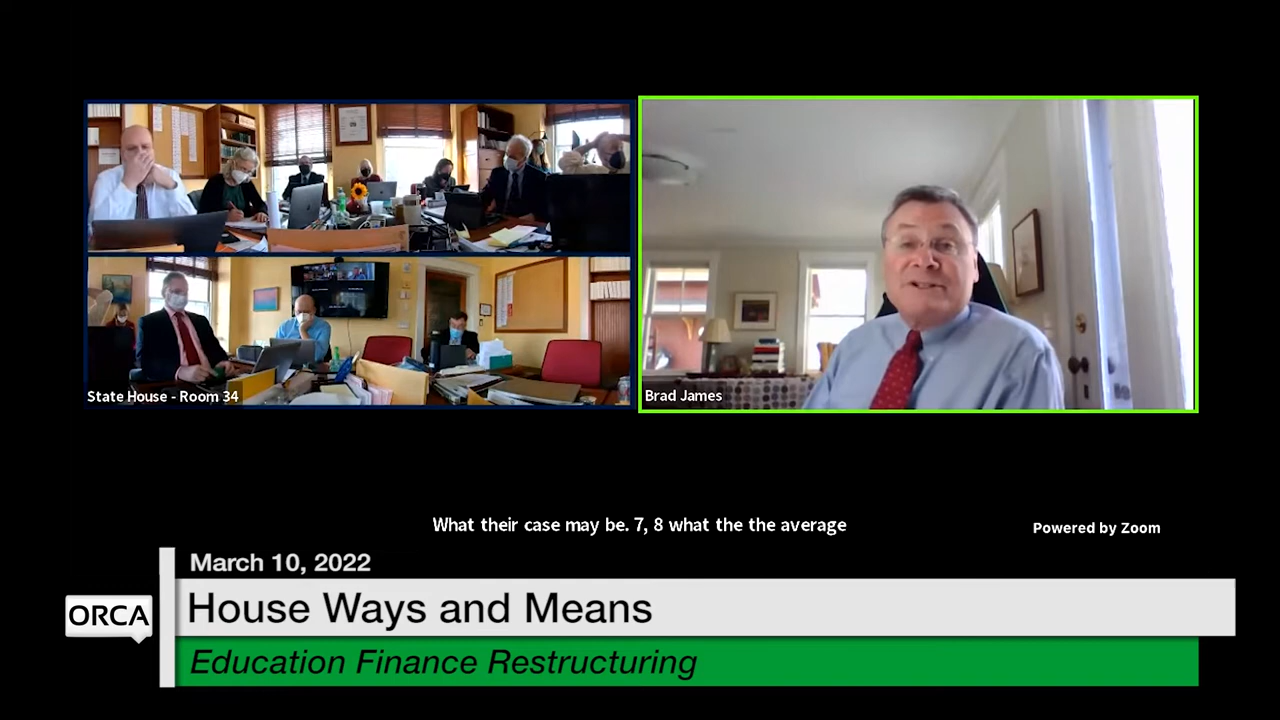 State House - Room 34
Brad James
What their case may be. 7, 8 what the the average
Powered by Zoom
March 10, 2022
ORCA
House Ways and Means
Education Finance Restructuring